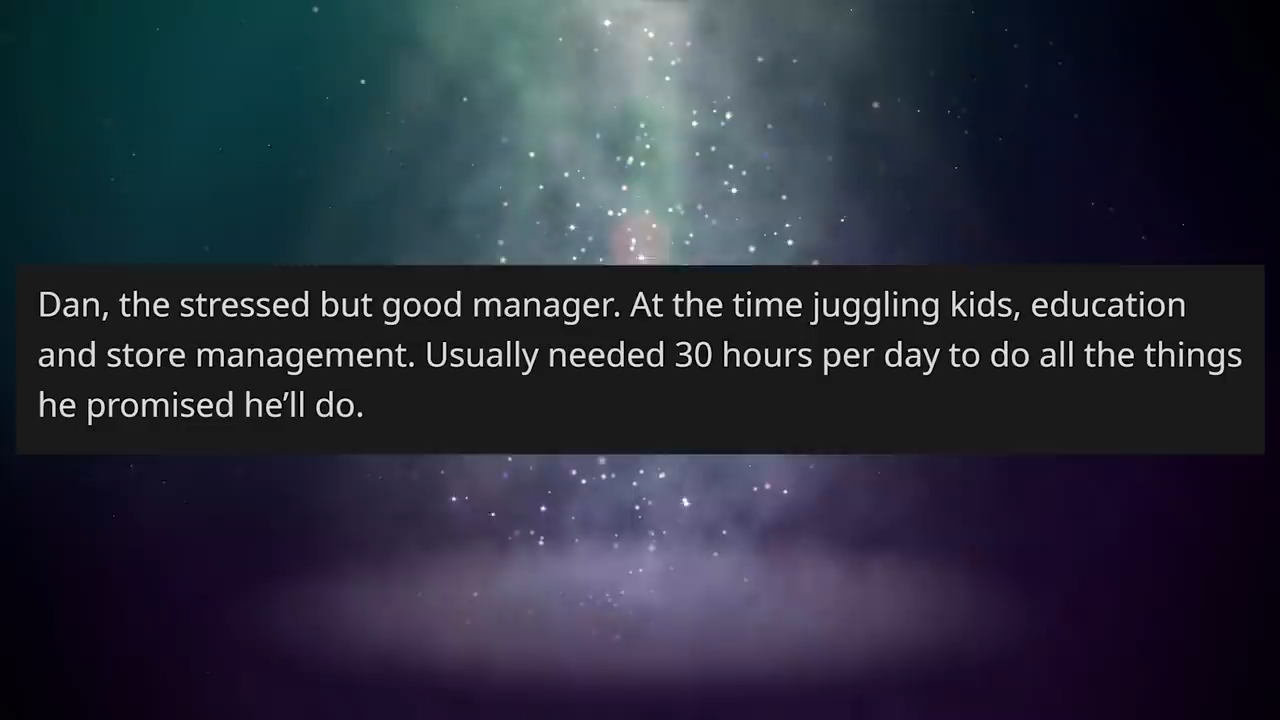 Dan, the stressed but good manager. At the time juggling kids, education
and store management. Usually needed 30 hours per day to do all the things
he promised he’ll do.